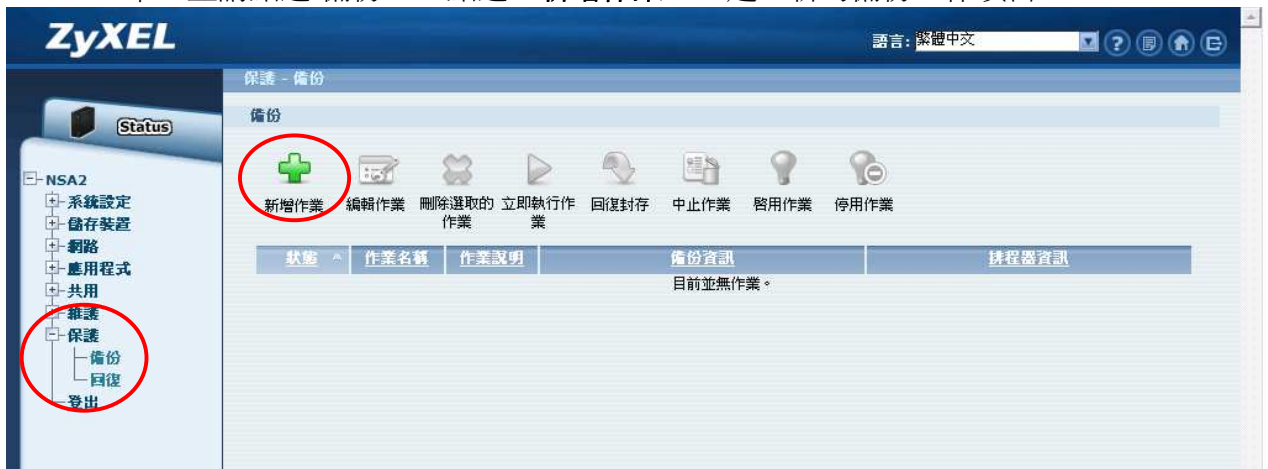 ZyXEL
語言: 繁體中文
保護 - 備份
Status
備份
新增作業 編輯作業 刪除選取的作業 立即執行作業 回復封存 中止作業 啓用作業 停用作業
狀態 作業名稱 作業說明 備份資訊 排程器資訊
目前並無作業。
NSA2
系統設定
儲存裝置
網路
應用程式
共用
維護
保護
備份
回復
登出